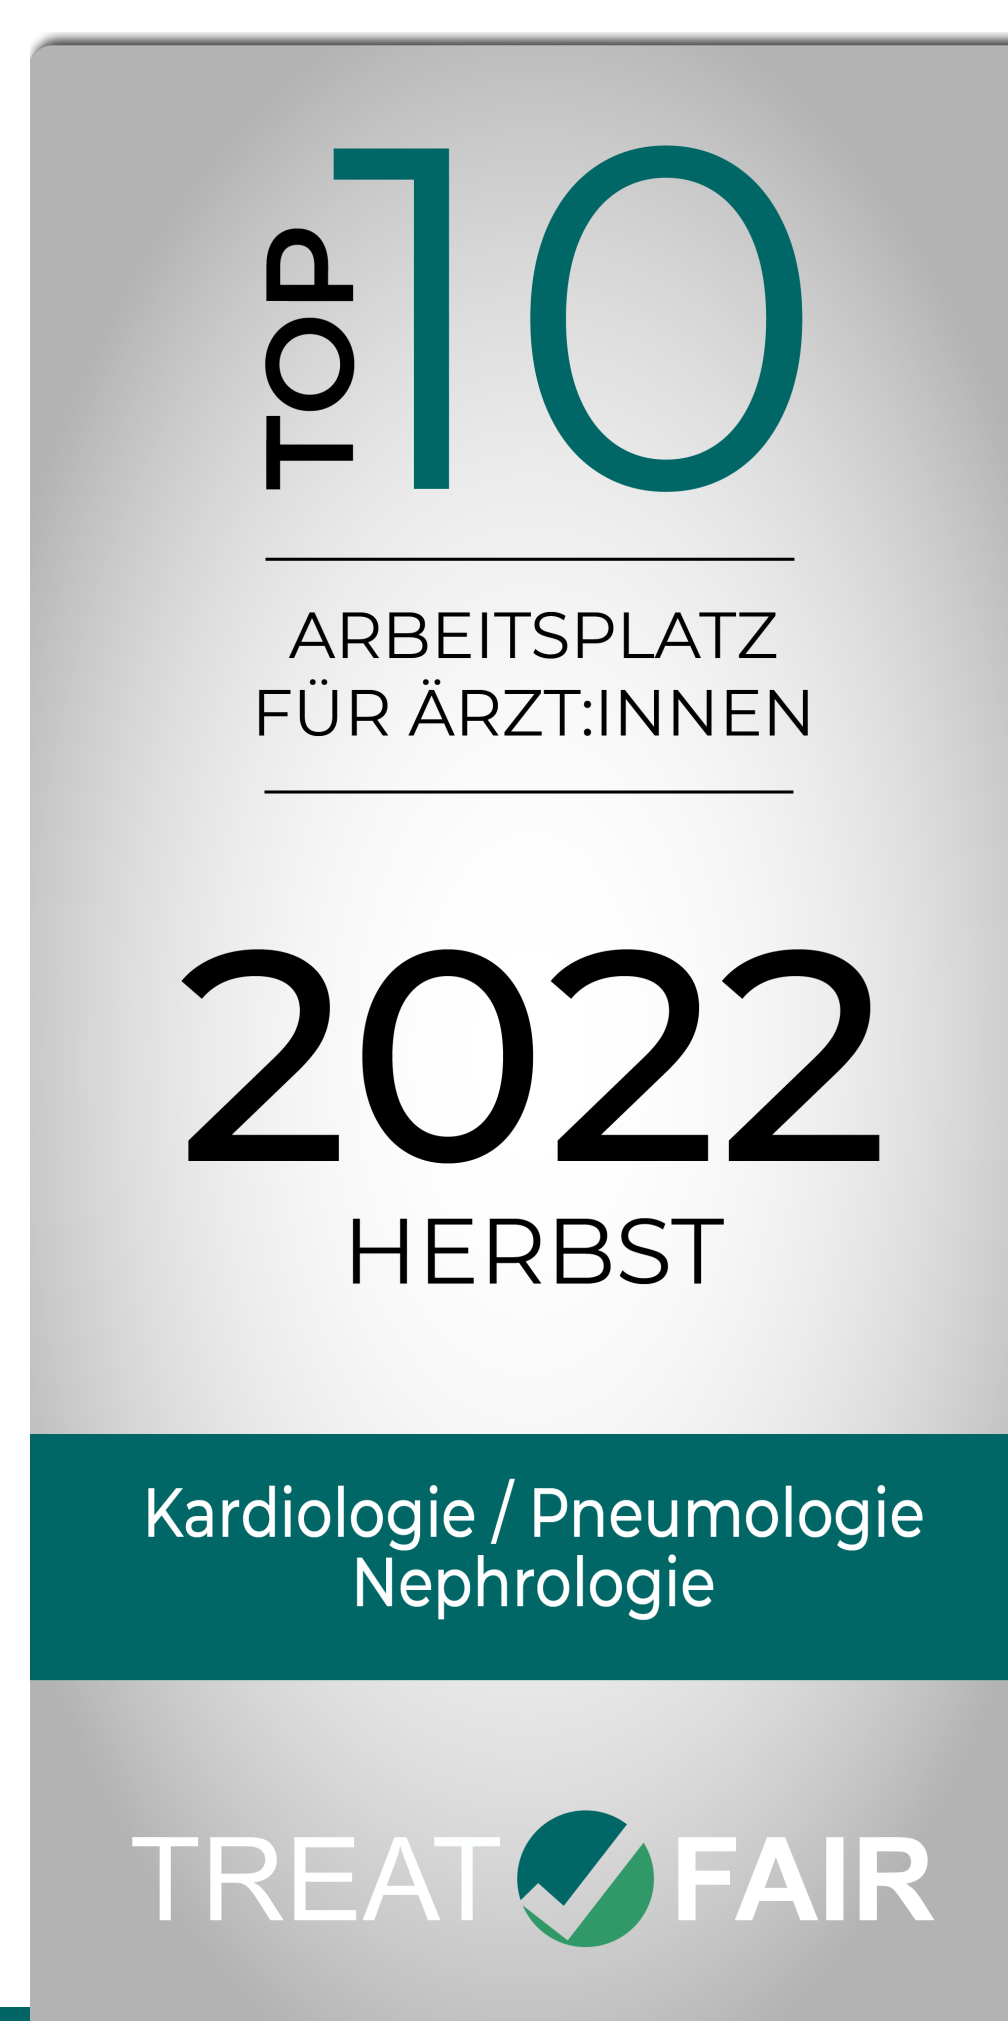 TOP 10
ARBEITSPLATZ
FÜR ÄRZT:INNEN
2022
HERBST
Kardiologie / Pneumologie
Nephrologie
TREAT FAIR